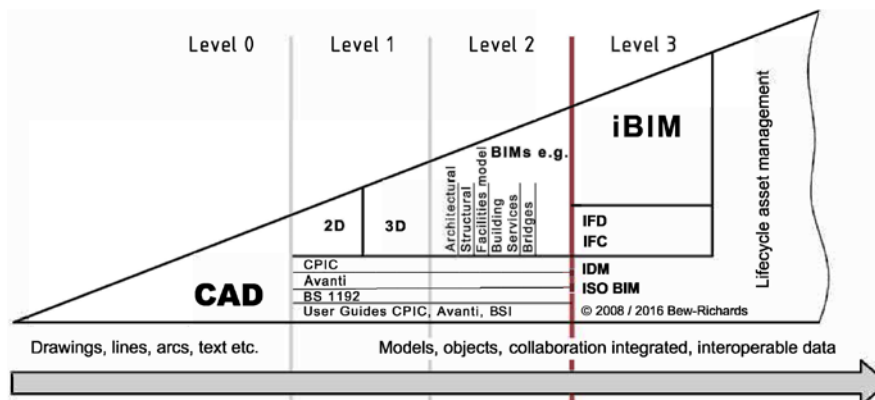 Level 0
Level 1
Level 2
Level 3
iBIM
BIMs e.g.
Architectural
Structural
Facilities model
Building
Services
Bridges
2D
3D
IFD
IFC
CAD
CPIC
Avanti
BS 1192
User Guides CPIC, Avanti, BSI
IDM
ISO BIM
© 2008 / 2016 Bew-Richards
Lifecycle asset management
Drawings, lines, arcs, text etc.
Models, objects, collaboration integrated, interoperable data